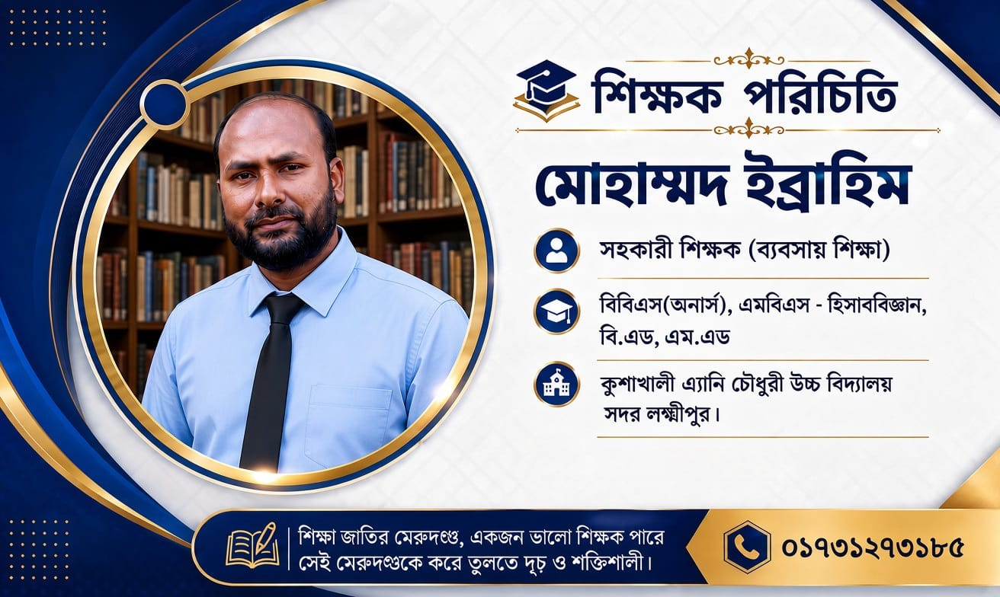 শিক্ষক পরিচিতি
মোহাম্মদ ইব্রাহিম
সহকারী শিক্ষক (ব্যবসায় শিক্ষা)
বিবিএস(অনার্স), এমবিএস - হিসাববিজ্ঞান,
বি.এড, এম.এড
কুশাখালী এ্যানি চৌধুরী উচ্চ বিদ্যালয়
সদর লক্ষ্মীপুর।
শিক্ষা জাতির মেরুদণ্ড, একজন ভালো শিক্ষক পারে
সেই মেরুদণ্ডকে করে তুলতে দৃঢ় ও শক্তিশালী।
০১৭৩১২৭৩১৮৫